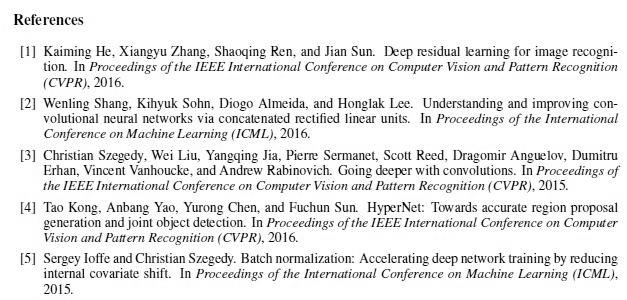 References
[1] Kaiming He, Xiangyu Zhang, Shaoqing Ren, and Jian Sun. Deep residual learning for image recogni-
tion. In Proceedings of the IEEE International Conference on Computer Vision and Pattern Recognition
(CVPR), 2016.
[2] Wenling Shang, Kihyuk Sohn, Diogo Almeida, and Honglak Lee. Understanding and improving con-
volutional neural networks via concatenated rectified linear units. In Proceedings of the International
Conference on Machine Learning (ICML), 2016.
[3] Christian Szegedy, Wei Liu, Yangqing Jia, Pierre Sermanet, Scott Reed, Dragomir Anguelov, Dumitru
Erhan, Vincent Vanhoucke, and Andrew Rabinovich. Going deeper with convolutions. In Proceedings of
the IEEE International Conference on Computer Vision and Pattern Recognition (CVPR), 2015.
[4] Tao Kong, Anbang Yao, Yurong Chen, and Fuchun Sun. HyperNet: Towards accurate region proposal
generation and joint object detection. In Proceedings of the IEEE International Conference on Computer
Vision and Pattern Recognition (CVPR), 2016.
[5] Sergey Ioffe and Christian Szegedy. Batch normalization: Accelerating deep network training by reducing
internal covariate shift. In Proceedings of the International Conference on Machine Learning (ICML),
2015.